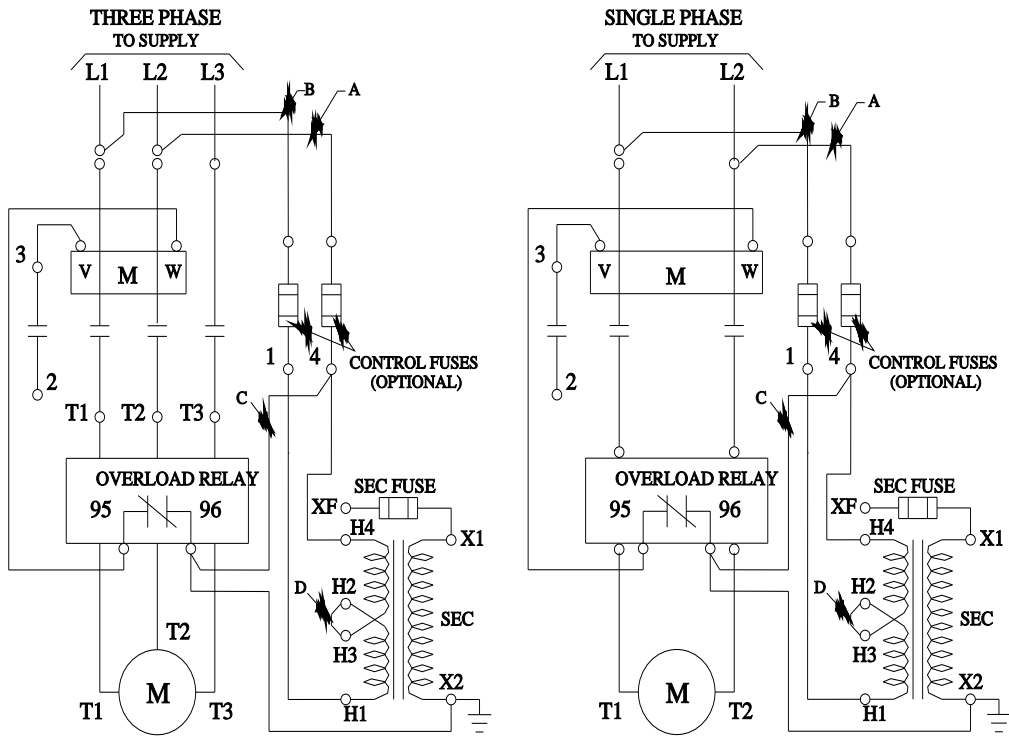 THREE PHASE
TO SUPPLY
L1 L2 L3
B
A
3
V M W
1 4
CONTROL FUSES
(OPTIONAL)
2
C
T1 T2 T3
OVERLOAD RELAY
95 96
SEC FUSE
XF
H4
X1
D
H2
SEC
H3
T2
M
T1 T3
X2
H1
SINGLE PHASE
TO SUPPLY
L1 L2
B
A
3
V M W
1 4
CONTROL FUSES
(OPTIONAL)
2
C
OVERLOAD RELAY
95 96
SEC FUSE
XF
H4
X1
D
H2
SEC
H3
M
T1 T2
X2
H1